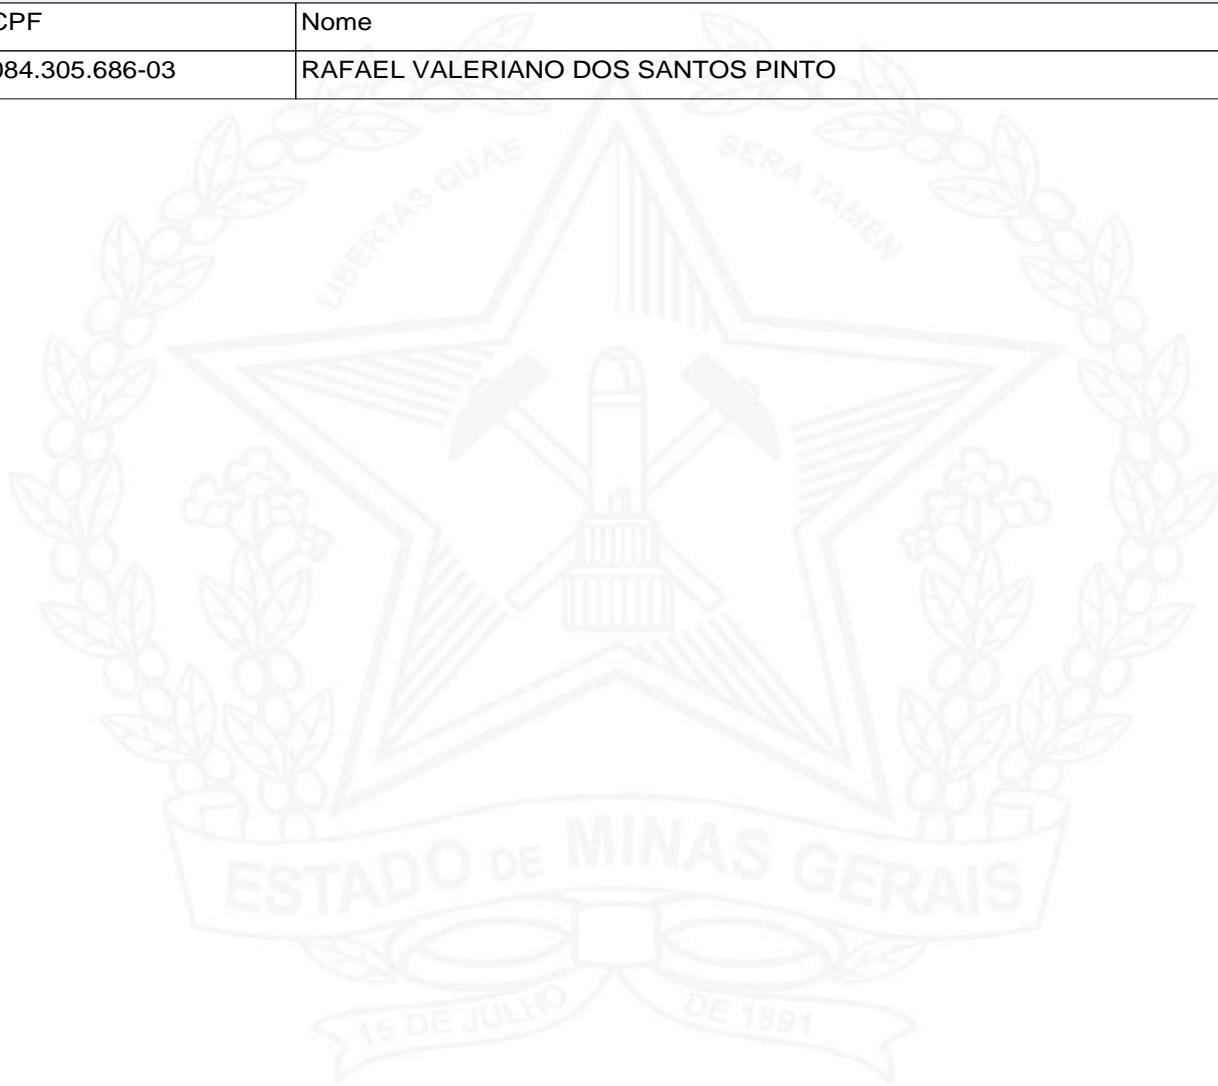 CPF Nome
084.305.686-03 RAFAEL VALERIANO DOS SANTOS PINTO
LIBERTAS QUAE SERA TAMEN
ESTADO DE MINAS GERAIS
15 DE JULHO DE 1891